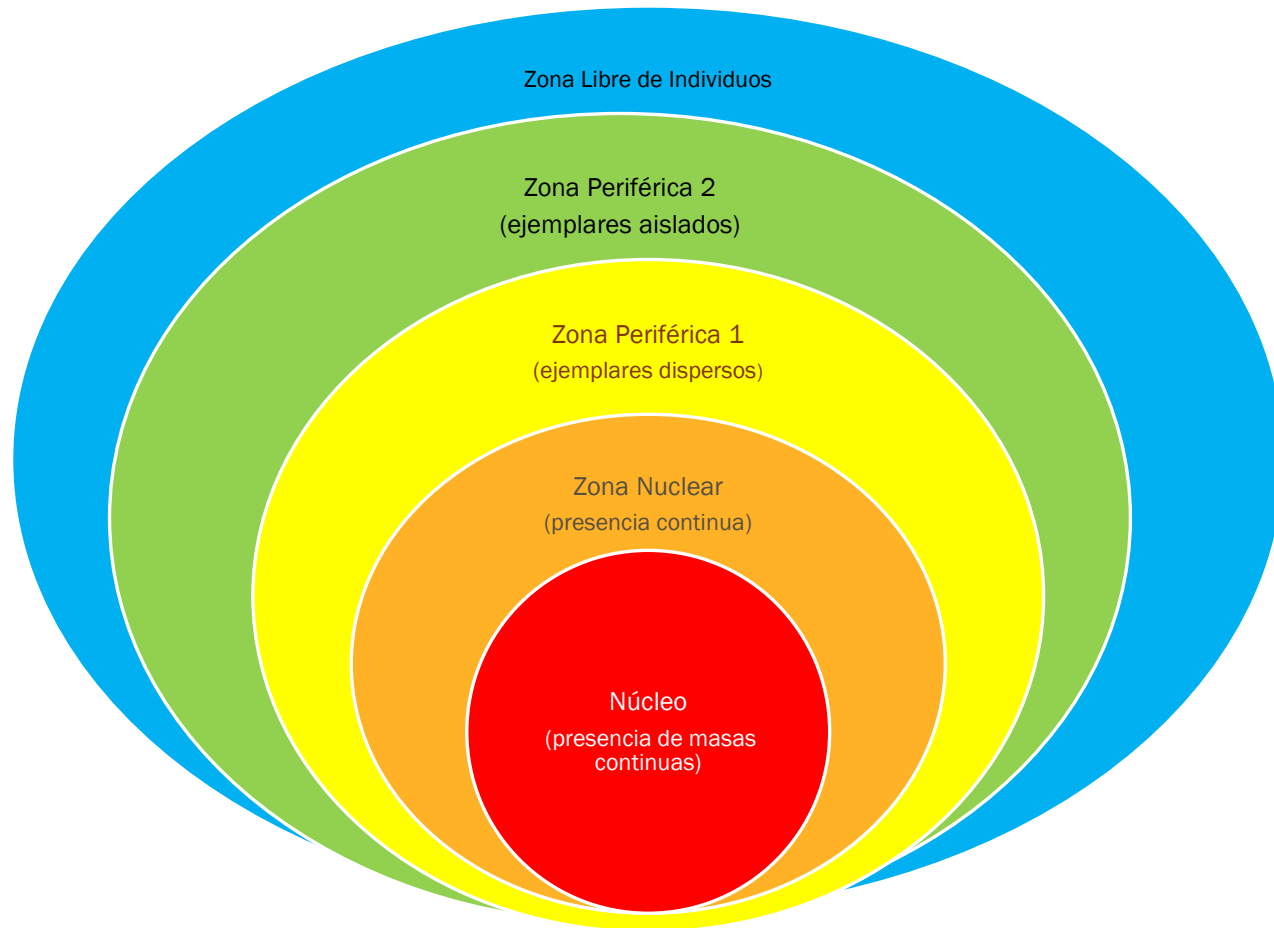 Zona Libre de Individuos
Zona Periférica 2
(ejemplares aislados)
Zona Periférica 1
(ejemplares dispersos)
Zona Nuclear
(presencia continua)
Núcleo
(presencia de masas
continuas)